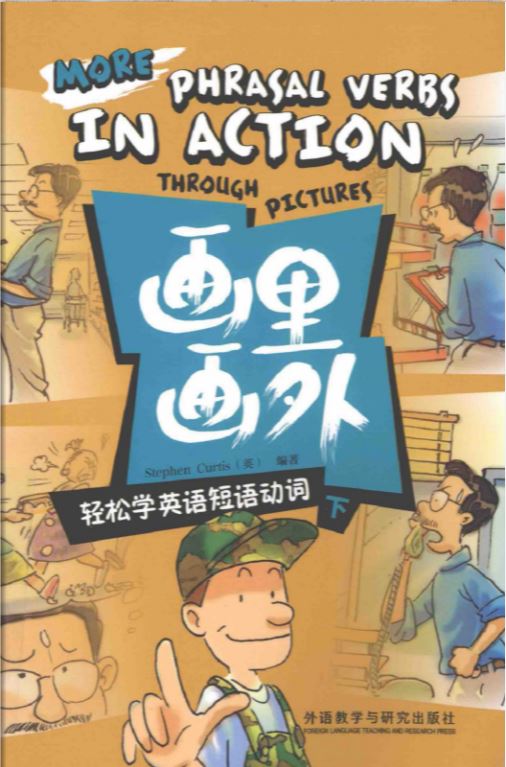 MORE PHRASAL VERBS
IN ACTION
THROUGH PICTURES
画里
画外
Stephen Curtis（英） 编著
轻松学英语短语动词 下
外语教学与研究出版社
FOREIGN LANGUAGE TEACHING AND RESEARCH PRESS